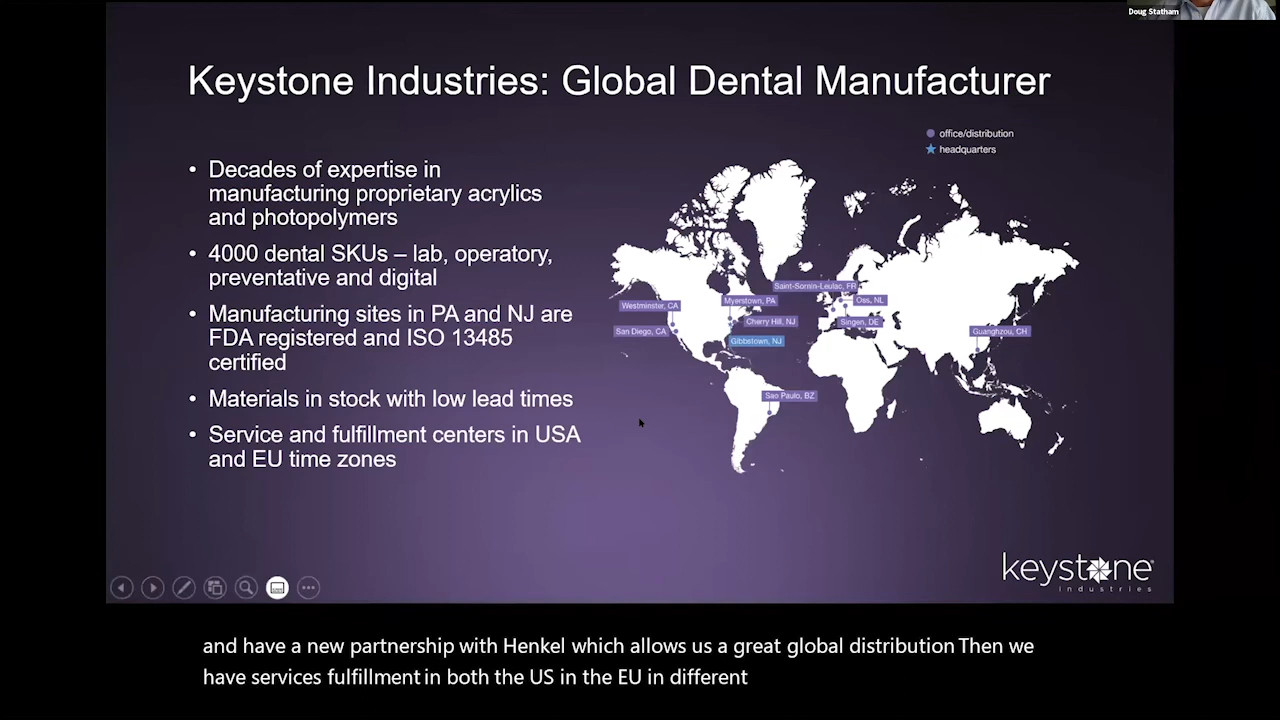 Doug Statham
Keystone Industries: Global Dental Manufacturer
office/distribution
headquarters
• Decades of expertise in
manufacturing proprietary acrylics
and photopolymers
• 4000 dental SKUs – lab, operatory,
preventative and digital
• Manufacturing sites in PA and NJ are
FDA registered and ISO 13485
certified
• Materials in stock with low lead times
• Service and fulfillment centers in USA
and EU time zones
Saint-Sornin-Leulac, FR
Westminster, CA
Myerstown, PA
Oss, NL
Cherry Hill, NJ
Singen, DE
San Diego, CA
Guanghzou, CH
Gibbstown, NJ
Sao Paulo, BZ
keystone
industries
and have a new partnership with Henkel which allows us a great global distribution Then we
have services fulfillment in both the US in the EU in different